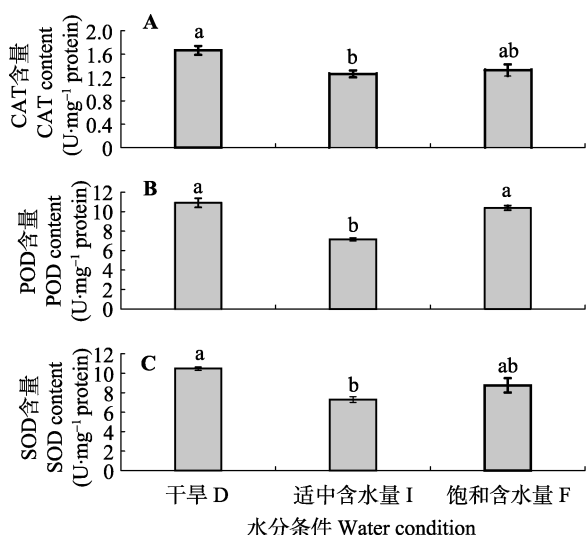 A
CAT含量
CAT content
(U·mg⁻¹ protein)
2.0
1.6
1.2
0.8
0.4
0
a
b
ab
B
POD含量
POD content
(U·mg⁻¹ protein)
12
10
8
6
4
2
0
a
b
a
C
SOD含量
SOD content
(U·mg⁻¹ protein)
12
10
8
6
4
2
0
a
b
ab
干旱 D
适中含水量 I
饱和含水量 F
水分条件 Water condition